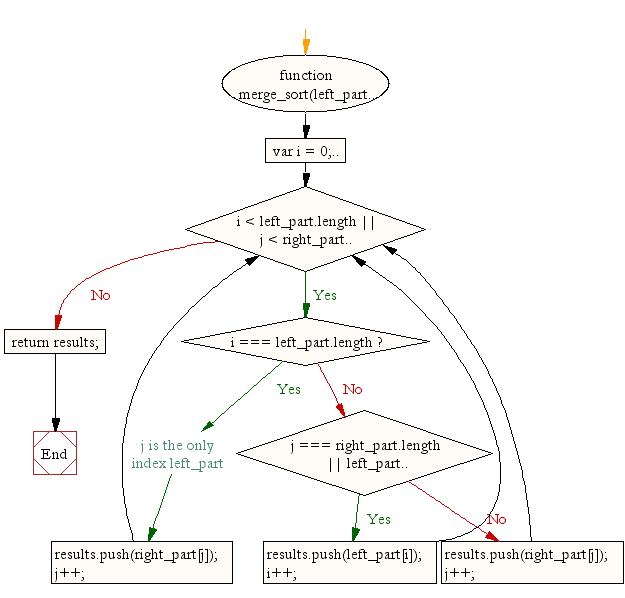 function
merge_sort(left_part...
var i = 0;..
i < left_part.length ||
j < right_part..
No
Yes
return results;
i === left_part.length ?
Yes
No
End
j is the only
index left_part
j === right_part.length
|| left_part..
Yes
No
results.push(right_part[j]);
j++;
results.push(left_part[i]);
i++;
results.push(right_part[j]);
j++;